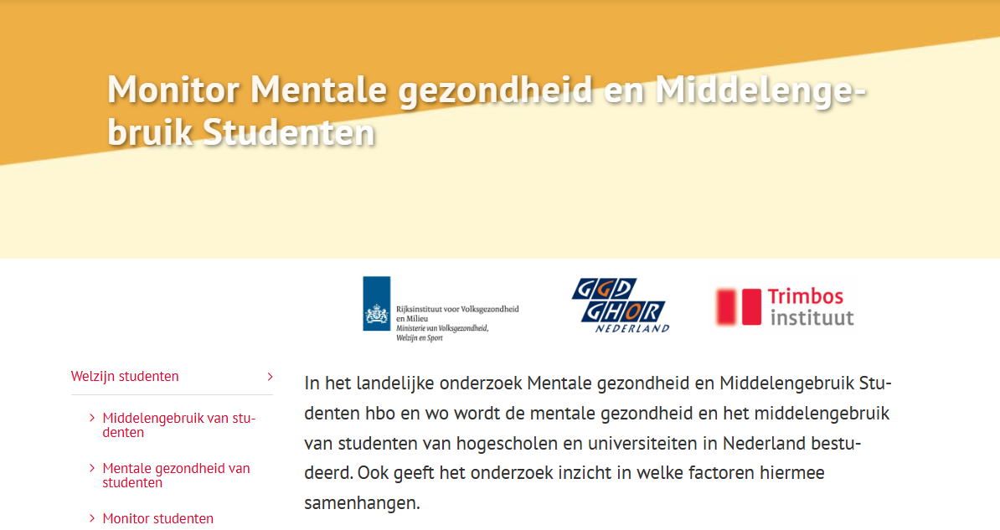 Monitor Mentale gezondheid en Middelenge-
bruik Studenten
Rijksinstituut voor Volksgezondheid
en Milieu
Ministerie van Volksgezondheid,
Welzijn en Sport
GGD
GHOR
NEDERLAND
Trimbos
instituut
Welzijn studenten
Middelengebruik van stu-
denten
Mentale gezondheid van
studenten
Monitor studenten
In het landelijke onderzoek Mentale gezondheid en Middelengebruik Stu-
denten hbo en wo wordt de mentale gezondheid en het middelengebruik
van studenten van hogescholen en universiteiten in Nederland bestu-
deerd. Ook geeft het onderzoek inzicht in welke factoren hiermee
samenhangen.